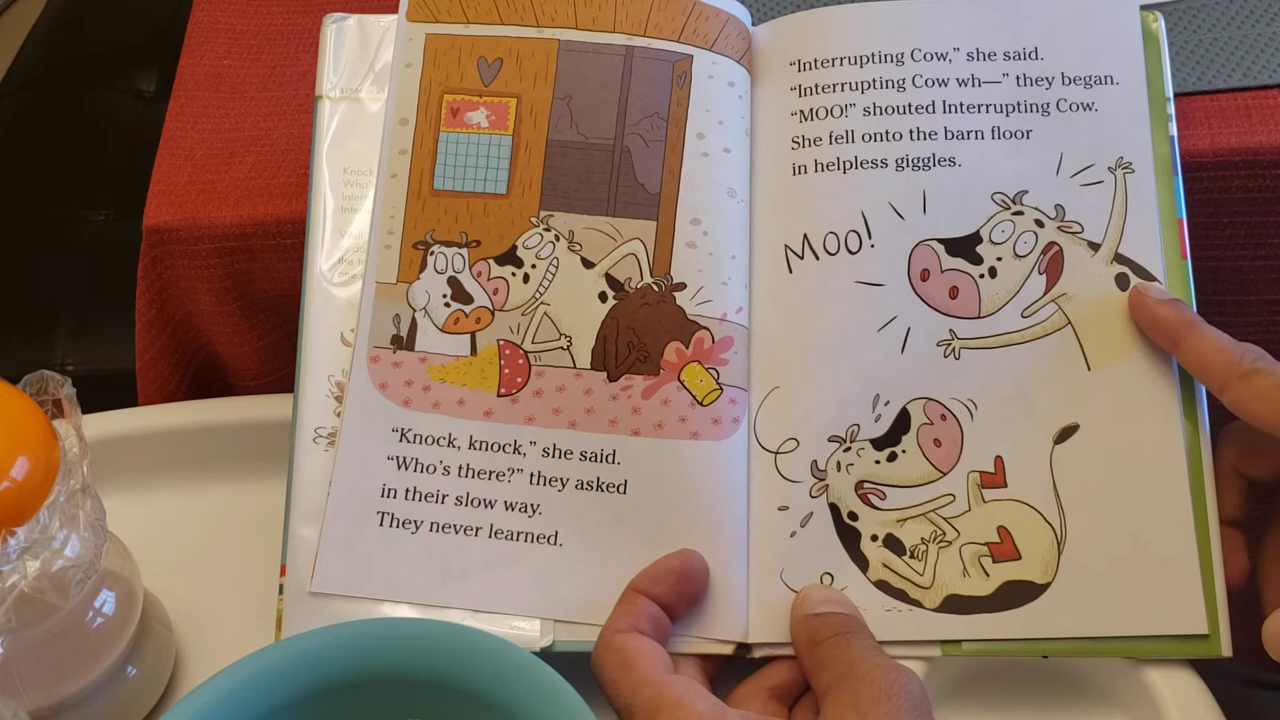 "Knock, knock," she said.
"Who's there?" they asked
in their slow way.
They never learned.
"Interrupting Cow," she said.
"Interrupting Cow wh—" they began.
"MOO!" shouted Interrupting Cow.
She fell onto the barn floor
in helpless giggles.
MOO!